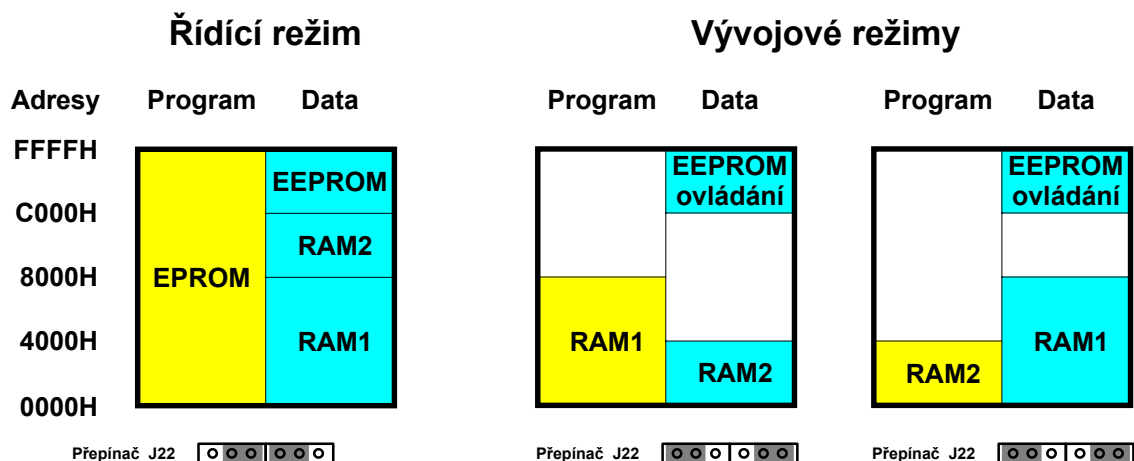 Řídící režim Vývojové režimy
Adresy Program Data Program Data Program Data
FFFFH
EEPROM EEPROM EEPROM
ovládání ovládání
C000H
RAM2
8000H EPROM
4000H RAM1 RAM1 RAM1
RAM2 RAM2
0000H
Přepínač J22 Přepínač J22 Přepínač J22